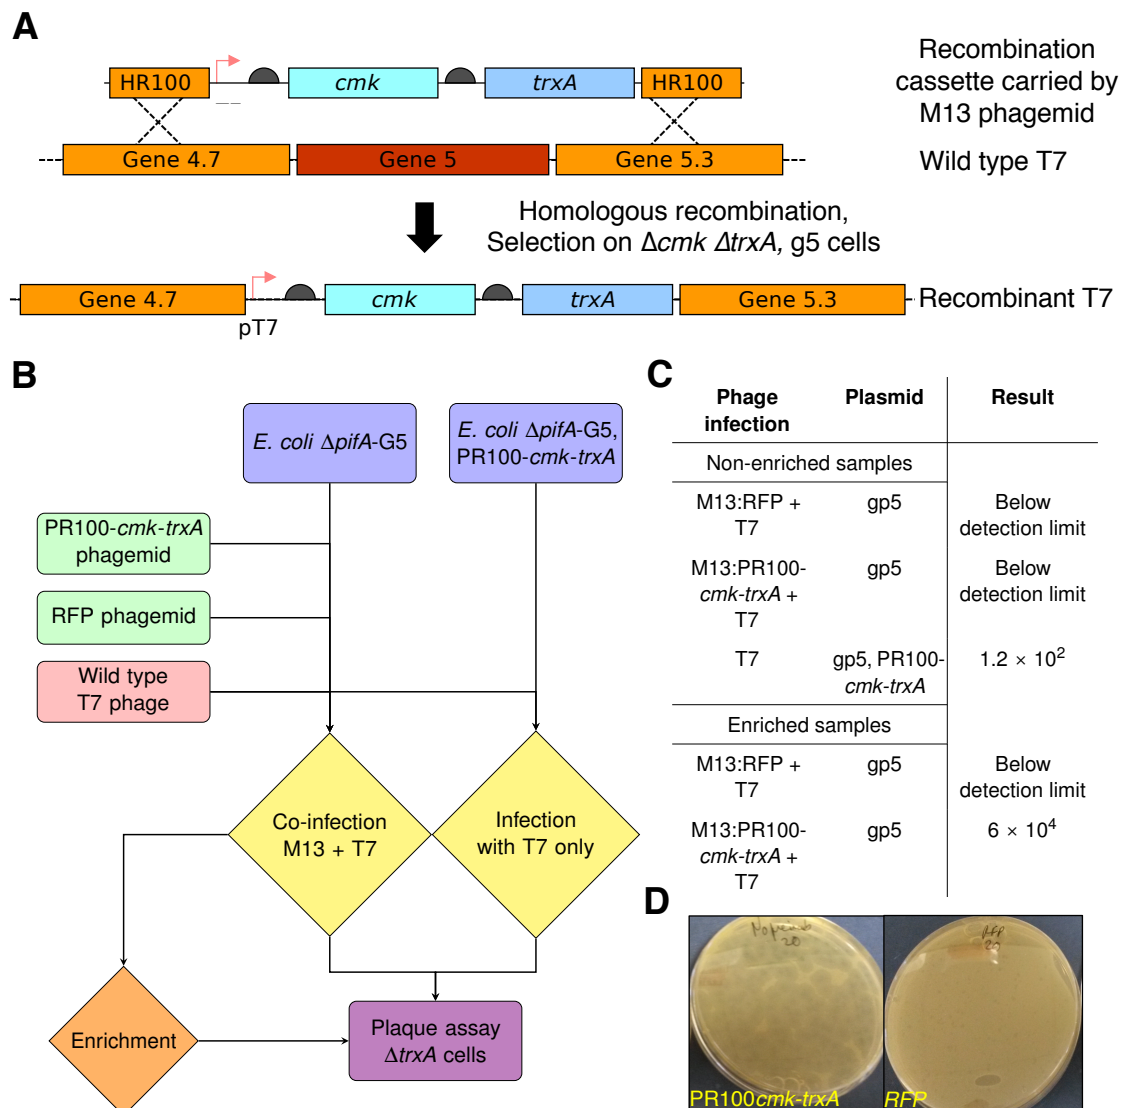 A
HR100
cmk
trxA
HR100
Recombination
cassette carried by
M13 phagemid
Gene 4.7
Gene 5
Gene 5.3
Wild type T7
Homologous recombination,
Selection on Δcmk ΔtrxA, g5 cells
Gene 4.7
cmk
trxA
Gene 5.3
Recombinant T7
pT7
B
E. coli ΔpifA-G5
E. coli ΔpifA-G5,
PR100-cmk-trxA
PR100-cmk-trxA
phagemid
RFP phagemid
Wild type
T7 phage
Co-infection
M13 + T7
Infection
with T7 only
Enrichment
Plaque assay
ΔtrxA cells
C
Phage
infection
Plasmid
Result
Non-enriched samples
M13:RFP +
T7
gp5
Below
detection limit
M13:PR100-
cmk-trxA +
T7
gp5
Below
detection limit
T7
gp5, PR100-
cmk-trxA
1.2 × 10²
Enriched samples
M13:RFP +
T7
gp5
Below
detection limit
M13:PR100-
cmk-trxA +
T7
gp5
6 × 10⁴
D
20
RFP
20
PR100cmk-trxA
RFP